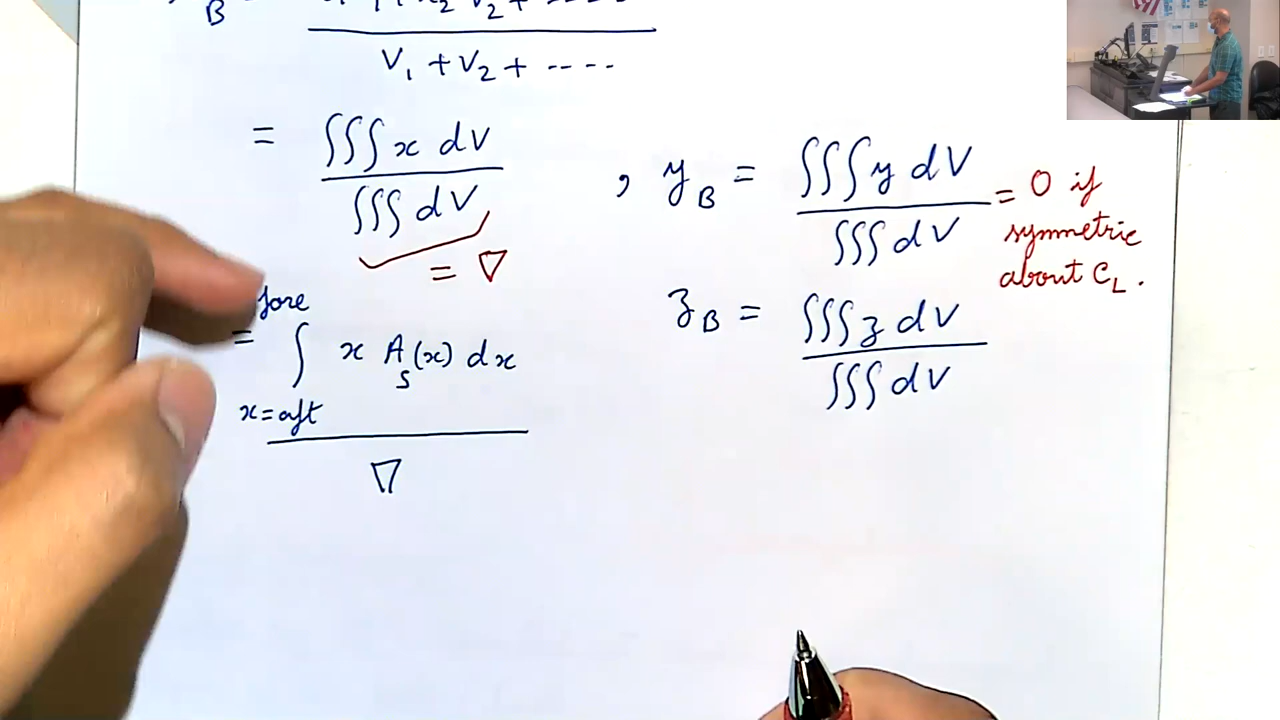 B
V₁ + V₂ + ----
= ∭ x dV / ∭ dV
= ∇
, y_B = ∭ y dV / ∭ dV
= 0 if
symmetric
about C_L.
z_B = ∭ z dV / ∭ dV
fore
= ∫ x A_S(x) dx
x = aft
∇